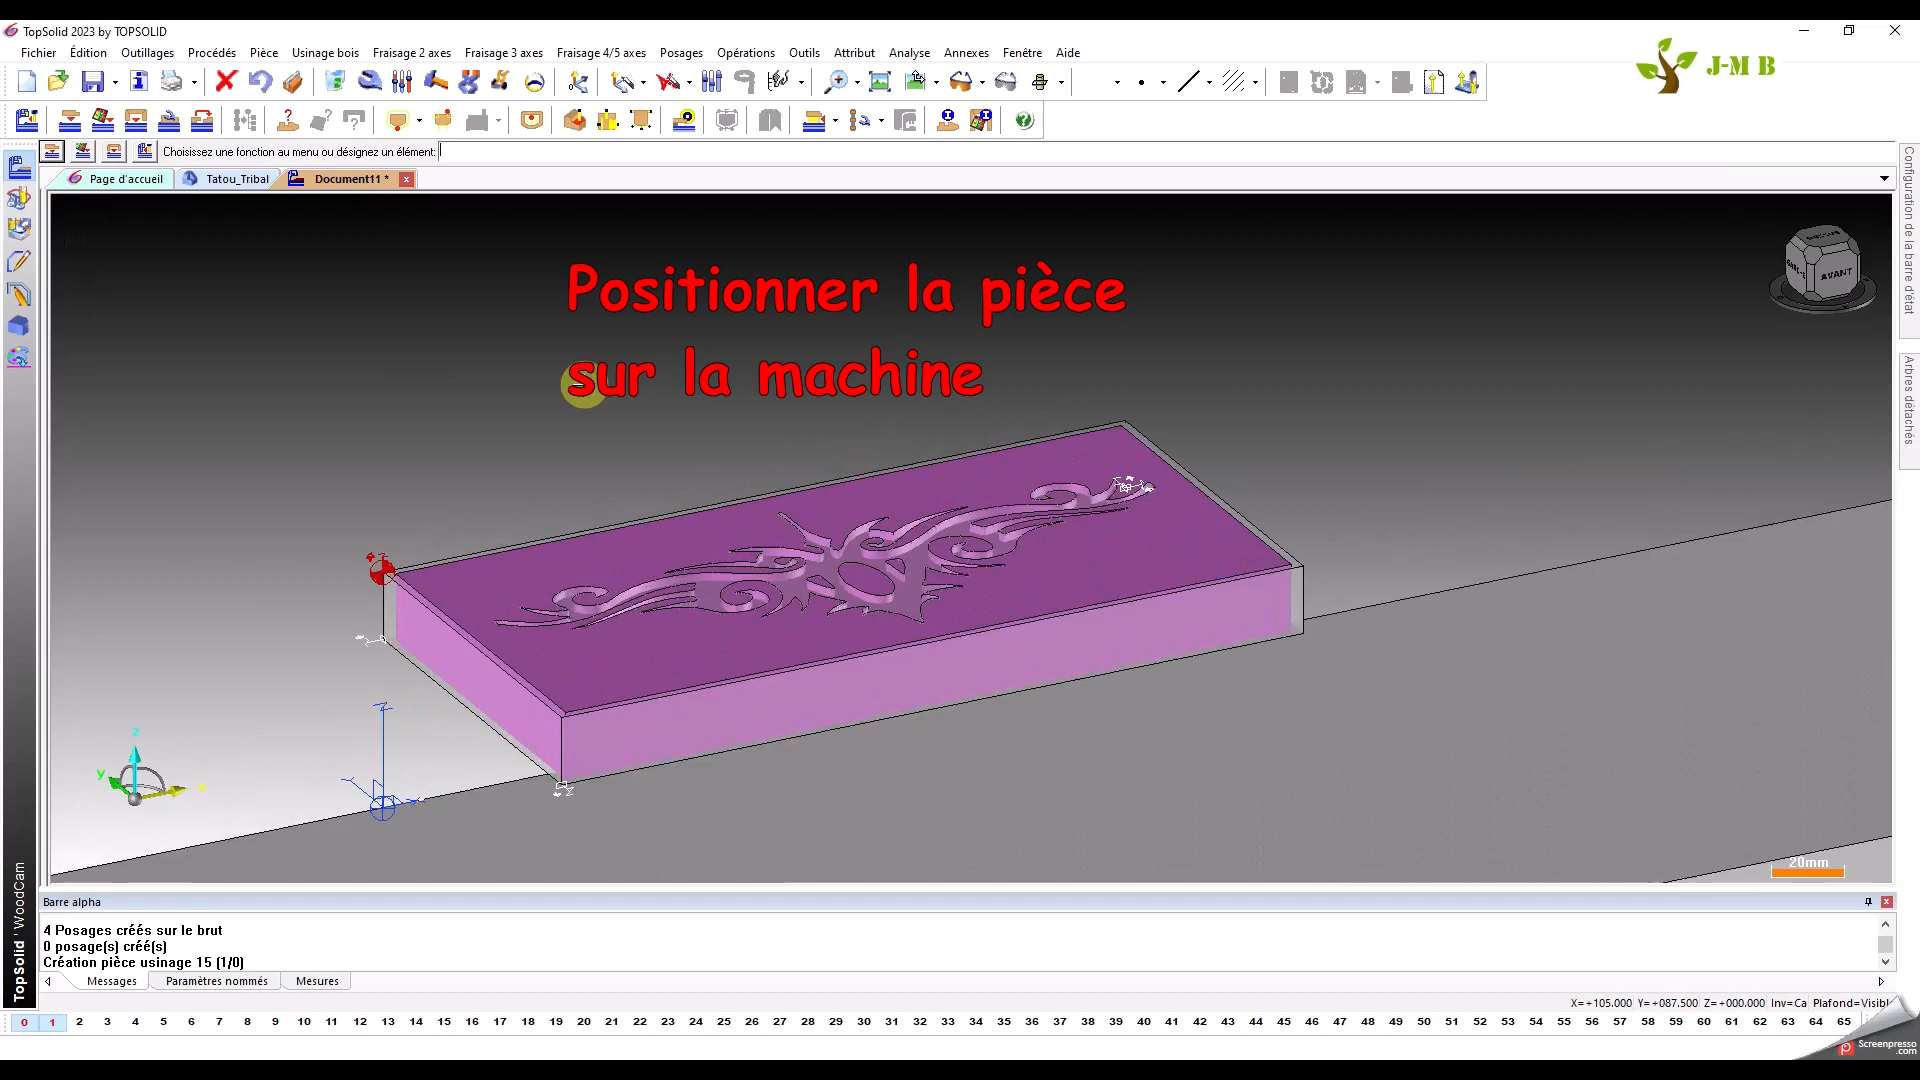 TopSolid 2023 by TOPSOLID
Fichier Édition Outillages Procédés Pièce Usinage bois Fraisage 2 axes Fraisage 3 axes Fraisage 4/5 axes Posages Opérations Outils Attribut Analyse Annexes Fenêtre Aide
J-M B
Choisissez une fonction au menu ou désignez un élément:
Page d'accueil Tatou_Tribal Document11 *
Configuration de la barre d'état
Arbres détachés
Positionner la pièce
sur la machine
AVANT
z
y
x
20mm
TopSolid'WoodCam
Barre alpha
4 Posages créés sur le brut
0 posage(s) créé(s)
Création pièce usinage 15 (1/0)
Messages Paramètres nommés Mesures
X=+105.000 Y=+087.500 Z=+000.000 Inv=Ca Plafond=Visibl
0 1 2 3 4 5 6 7 8 9 10 11 12 13 14 15 16 17 18 19 20 21 22 23 24 25 26 27 28 29 30 31 32 33 34 35 36 37 38 39 40 41 42 43 44 45 46 47 48 49 50 51 52 53 54 55 56 57 58 59 60 61 62 63 64 65
Screenpresso
.com